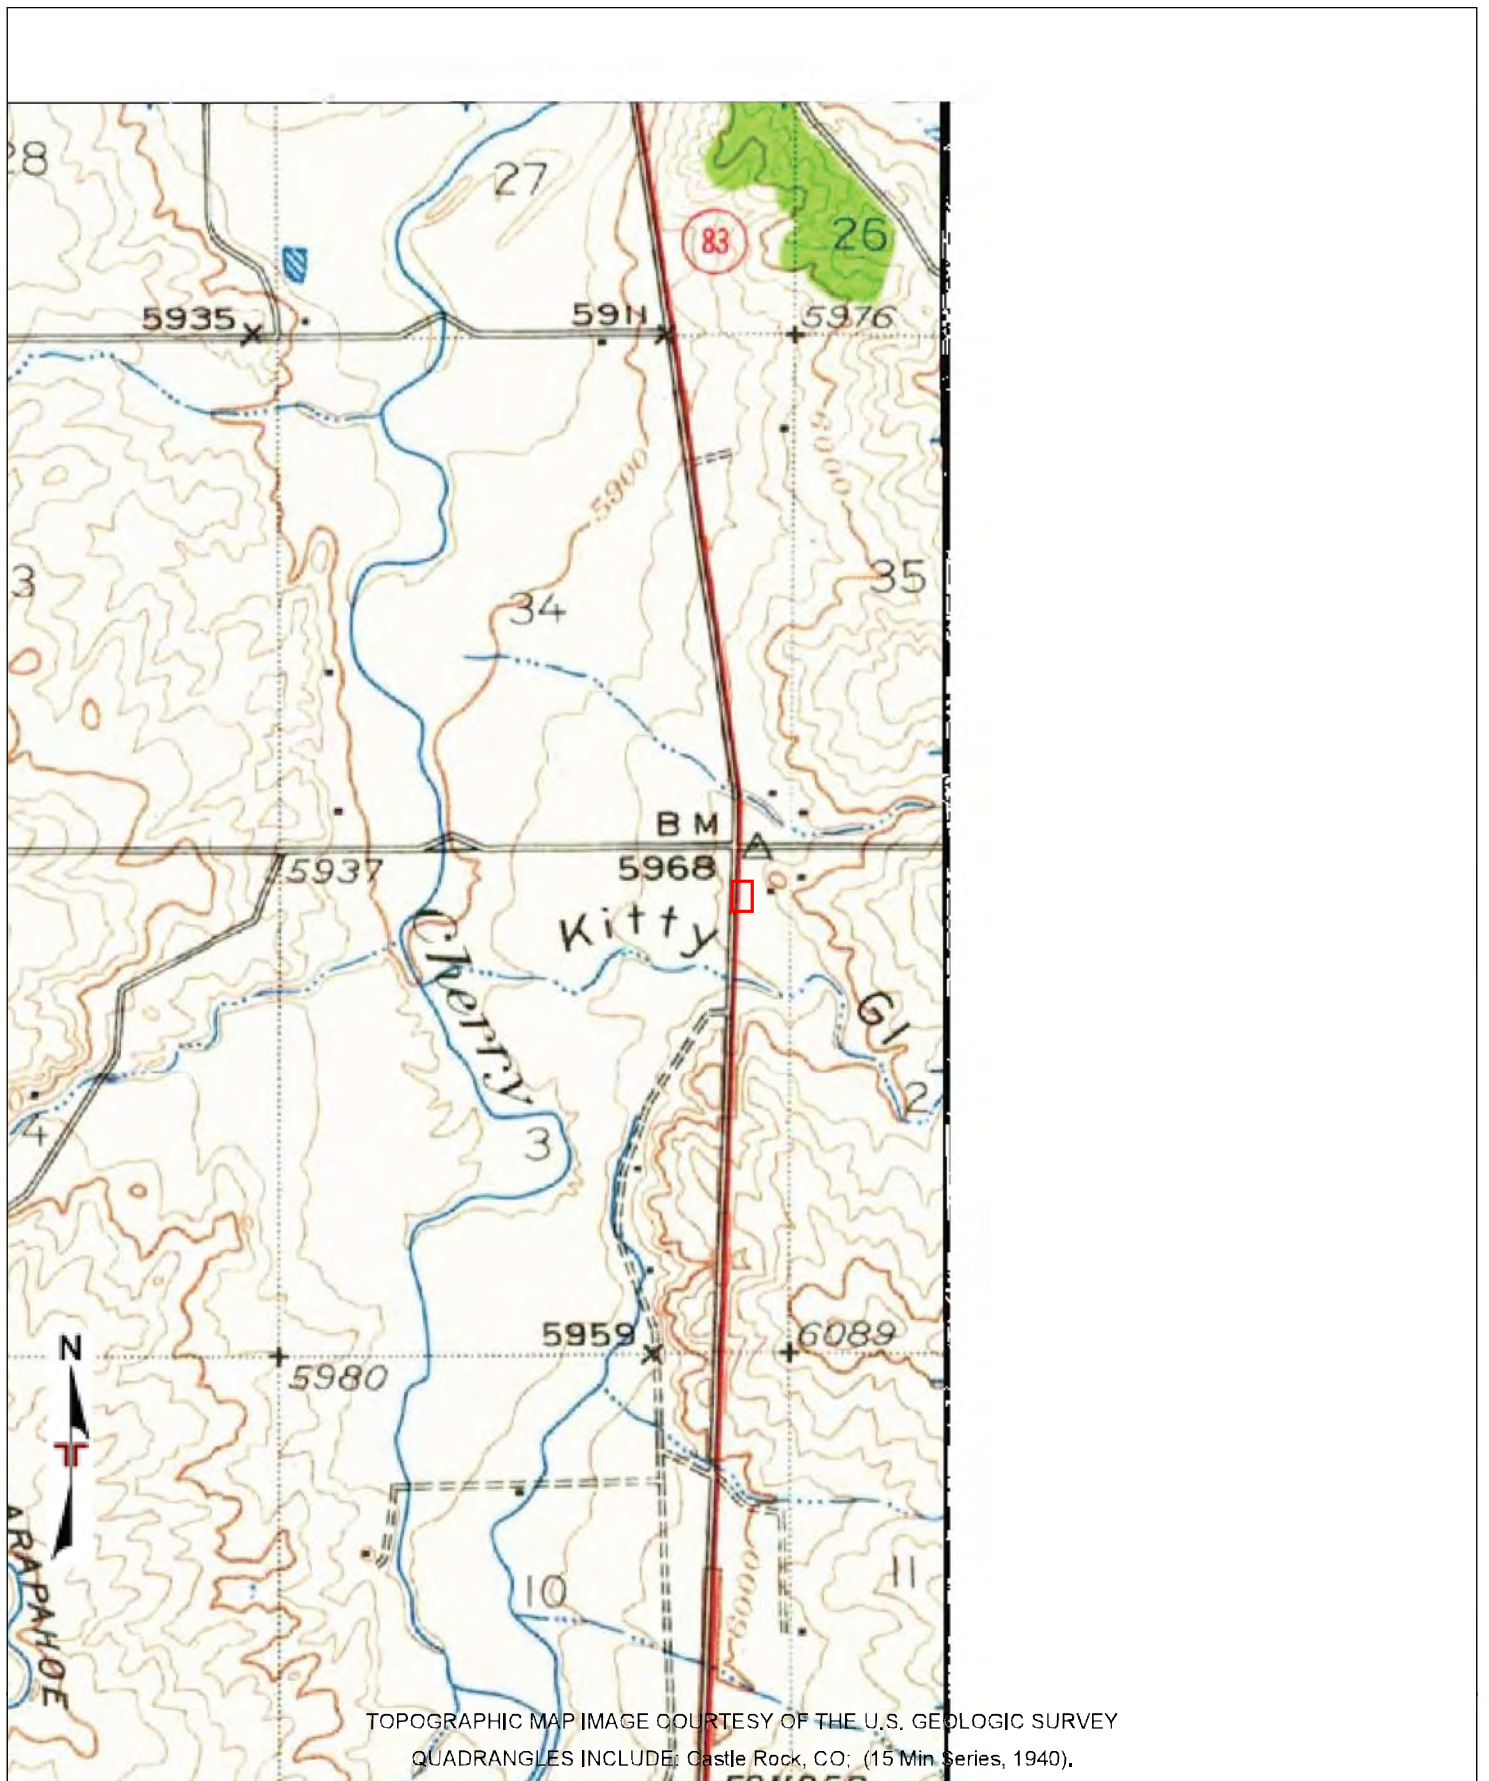 28
27
83
26
5935
5911
5976
5900
6000
3
34
35
BM
5937
5968
Kitty
Cherry
Gl
2
4
3
5959
6089
N
5980
T
ARAPAHOE
10
11
6000
TOPOGRAPHIC MAP IMAGE COURTESY OF THE U.S. GEOLOGIC SURVEY
QUADRANGLES INCLUDE: Castle Rock, CO; (15 Min Series, 1940).